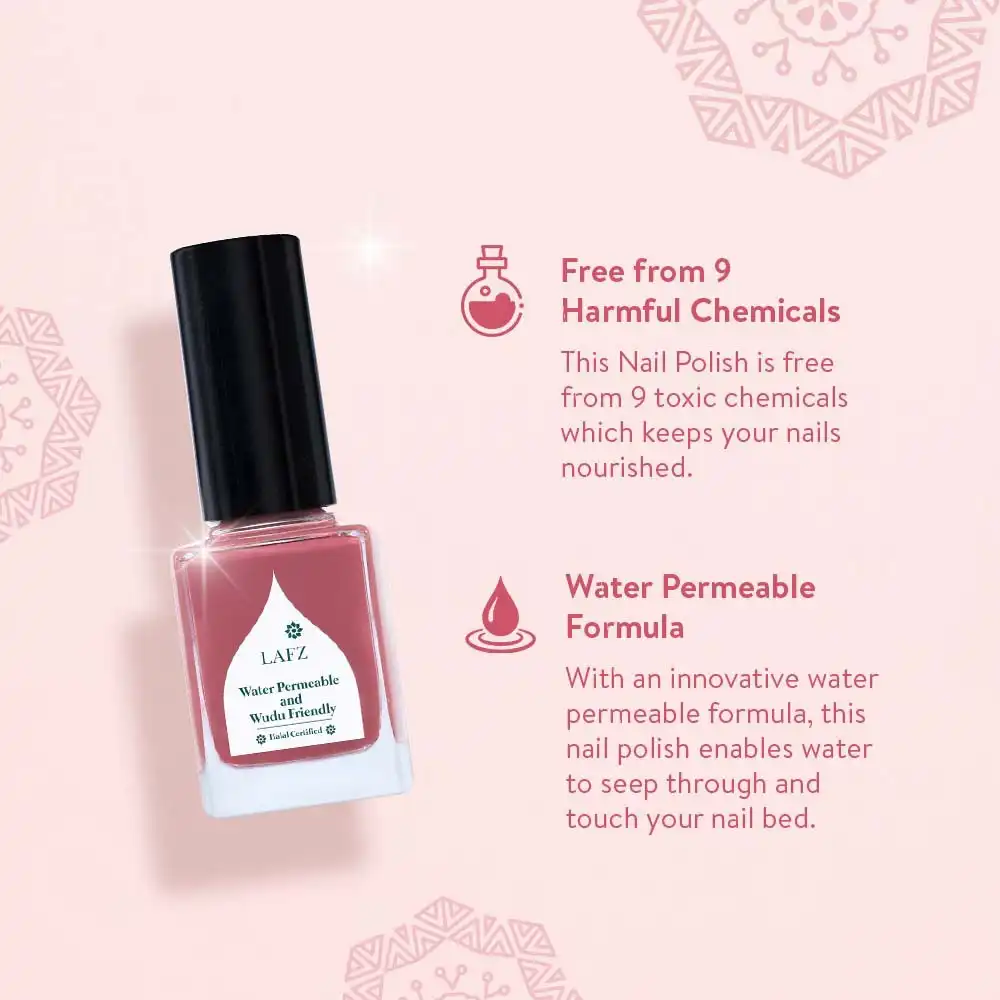 Free from 9
Harmful Chemicals
This Nail Polish is free
from 9 toxic chemicals
which keeps your nails
nourished.
Water Permeable
Formula
With an innovative water
permeable formula, this
nail polish enables water
to seep through and
touch your nail bed.
LAFZ
Water Permeable
and
Wudu Friendly
Halal Certified